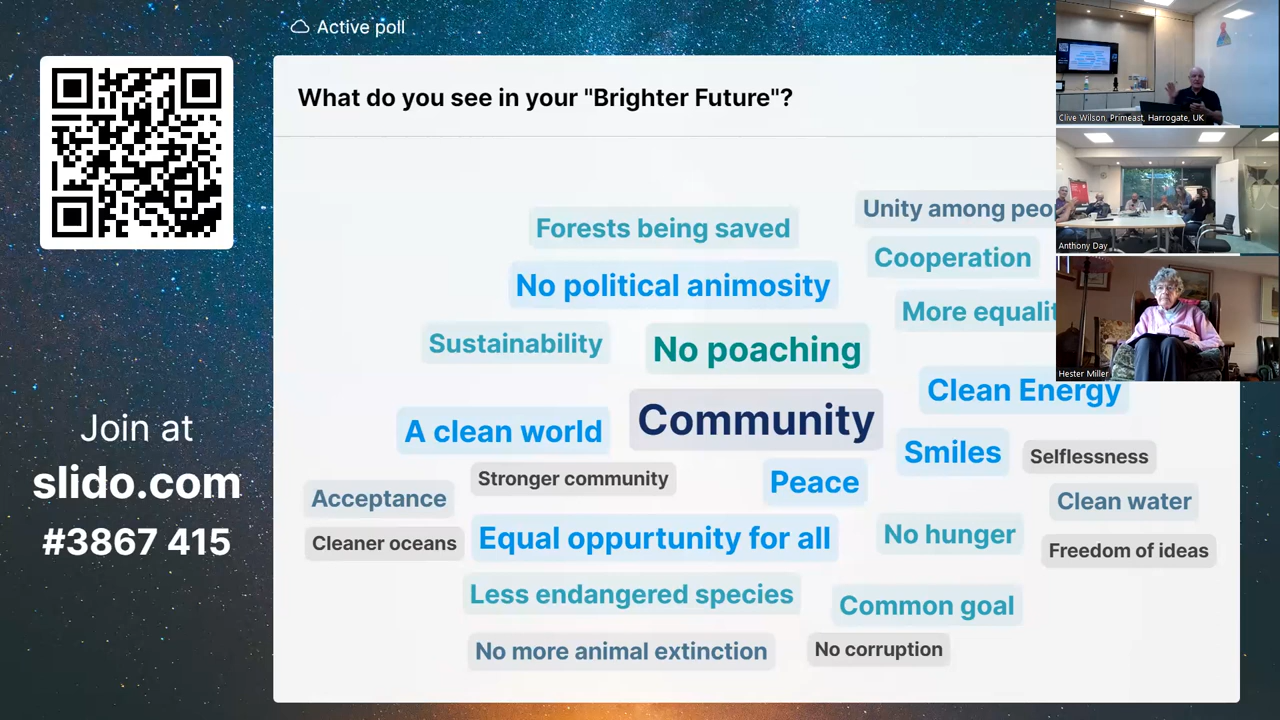 Active poll
What do you see in your "Brighter Future"?
Join at
slido.com
#3867 415
Unity among peo
Forests being saved
Cooperation
No political animosity
More equalit
Sustainability
No poaching
Clean Energy
Community
A clean world
Smiles
Selflessness
Stronger community
Peace
Acceptance
Clean water
Cleaner oceans
Equal oppurtunity for all
No hunger
Freedom of ideas
Less endangered species
Common goal
No more animal extinction
No corruption
Clive Wilson, Primeast, Harrogate, UK
Anthony Day
Hester Miller